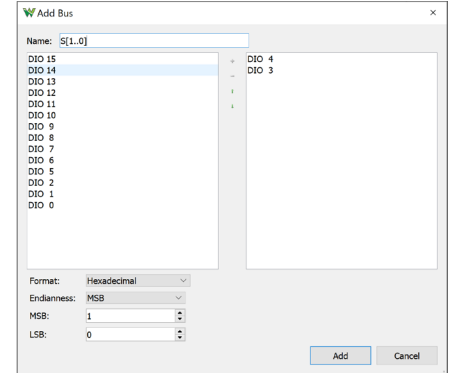 Add Bus
Name: S[1..0]
DIO 15
DIO 14
DIO 13
DIO 12
DIO 11
DIO 10
DIO 9
DIO 8
DIO 7
DIO 6
DIO 5
DIO 2
DIO 1
DIO 0
DIO 4
DIO 3
Format: Hexadecimal
Endianness: MSB
MSB: 1
LSB: 0
Add Cancel